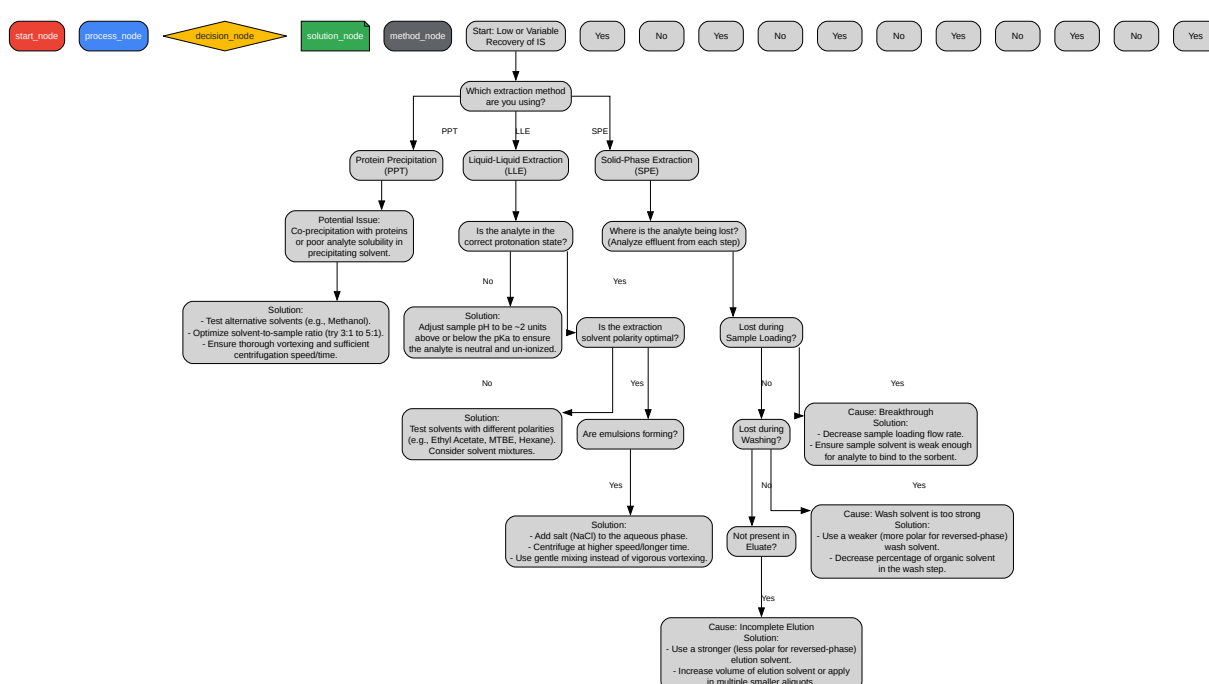 start_node
process_node
decision_node
solution_node
method_node
Start: Low or Variable
Recovery of IS
Yes
No
Yes
No
Yes
No
Yes
No
Yes
No
Yes
Which extraction method
are you using?
PPT
LLE
SPE
Protein Precipitation
(PPT)
Liquid-Liquid Extraction
(LLE)
Solid-Phase Extraction
(SPE)
Potential Issue:
Co-precipitation with proteins
or poor analyte solubility in
precipitating solvent.
Is the analyte in the
correct protonation state?
Where is the analyte being lost?
(Analyze effluent from each step)
No
Yes
Solution:
- Test alternative solvents (e.g., Methanol).
- Optimize solvent-to-sample ratio (try 3:1 to 5:1).
- Ensure thorough vortexing and sufficient
centrifugation speed/time.
Solution:
Adjust sample pH to be ~2 units
above or below the pKa to ensure
the analyte is neutral and un-ionized.
Is the extraction
solvent polarity optimal?
Lost during
Sample Loading?
No
Yes
No
Yes
Solution:
Test solvents with different polarities
(e.g., Ethyl Acetate, MTBE, Hexane).
Consider solvent mixtures.
Are emulsions forming?
Lost during
Washing?
Cause: Breakthrough
Solution:
- Decrease sample loading flow rate.
- Ensure sample solvent is weak enough
for analyte to bind to the sorbent.
Yes
No
Yes
Solution:
- Add salt (NaCl) to the aqueous phase.
- Centrifuge at higher speed/longer time.
- Use gentle mixing instead of vigorous vortexing.
Not present in
Eluate?
Cause: Wash solvent is too strong
Solution:
- Use a weaker (more polar for reversed-phase)
wash solvent.
- Decrease percentage of organic solvent
in the wash step.
Yes
Cause: Incomplete Elution
Solution:
- Use a stronger (less polar for reversed-phase)
elution solvent.
- Increase volume of elution solvent or apply
in multiple smaller aliquots.